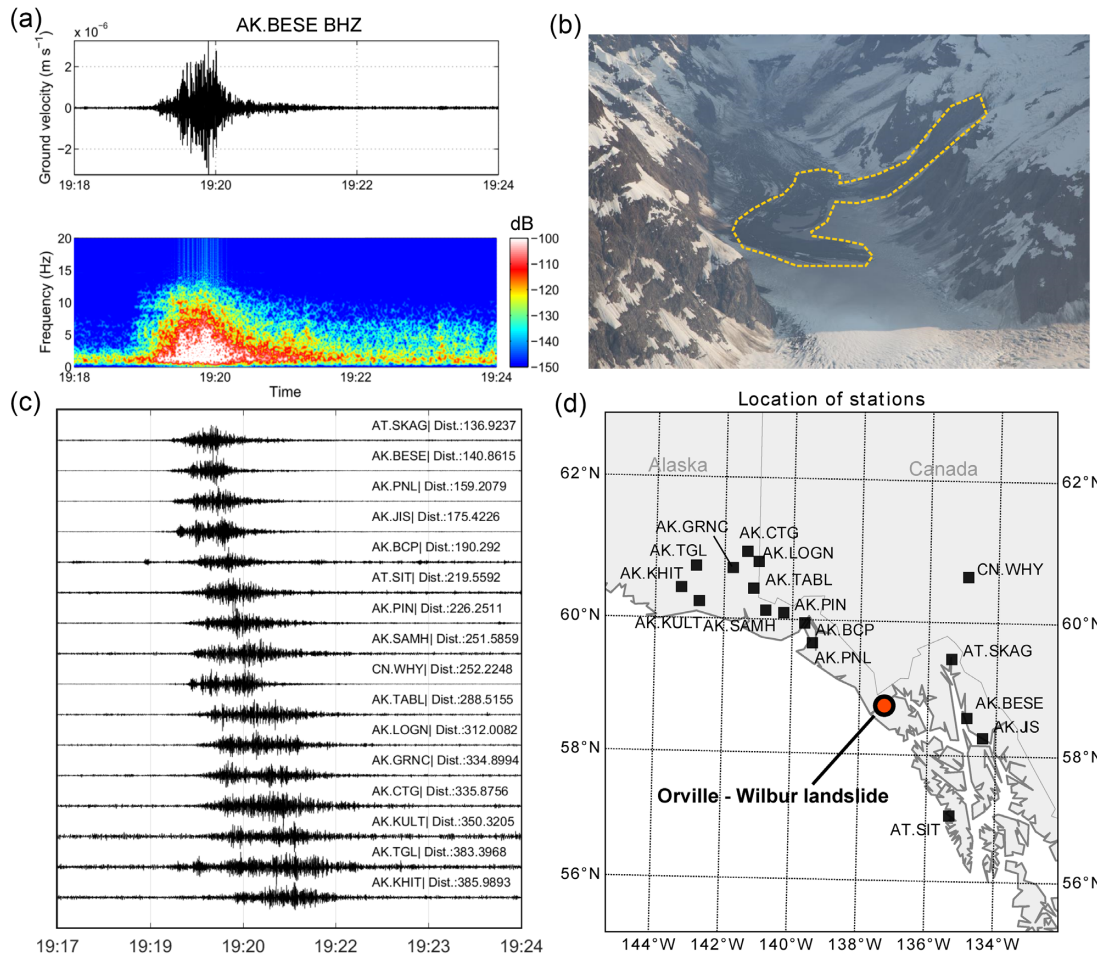 (a)
AK.BESE BHZ
x 10⁻⁶
Ground velocity (m s⁻¹)
2
0
−2
19:18
19:20
19:22
19:24
dB
Frequency (Hz)
20
15
10
5
0
−100
−110
−120
−130
−140
−150
19:18
19:20
19:22
19:24
Time
(b)
(c)
AT.SKAG| Dist.:136.9237
AK.BESE| Dist.:140.8615
AK.PNL| Dist.:159.2079
AK.JIS| Dist.:175.4226
AK.BCP| Dist.:190.292
AT.SIT| Dist.:219.5592
AK.PIN| Dist.:226.2511
AK.SAMH| Dist.:251.5859
CN.WHY| Dist.:252.2248
AK.TABL| Dist.:288.5155
AK.LOGN| Dist.:312.0082
AK.GRNC| Dist.:334.8994
AK.CTG| Dist.:335.8756
AK.KULT| Dist.:350.3205
AK.TGL| Dist.:383.3968
AK.KHIT| Dist.:385.9893
19:17
19:19
19:20
19:22
19:23
19:24
(d)
Location of stations
62°N
62°N
Alaska
Canada
AK.GRNC
AK.CTG
AK.TGL
AK.LOGN
AK.KHIT
AK.TABL
CN.WHY
60°N
60°N
AK.KULT
AK.SAMH
AK.PIN
AK.BCP
AK.PNL
AT.SKAG
AK.BESE
AK.JIS
58°N
58°N
Orville - Wilbur landslide
AT.SIT
56°N
56°N
144°W
142°W
140°W
138°W
136°W
134°W